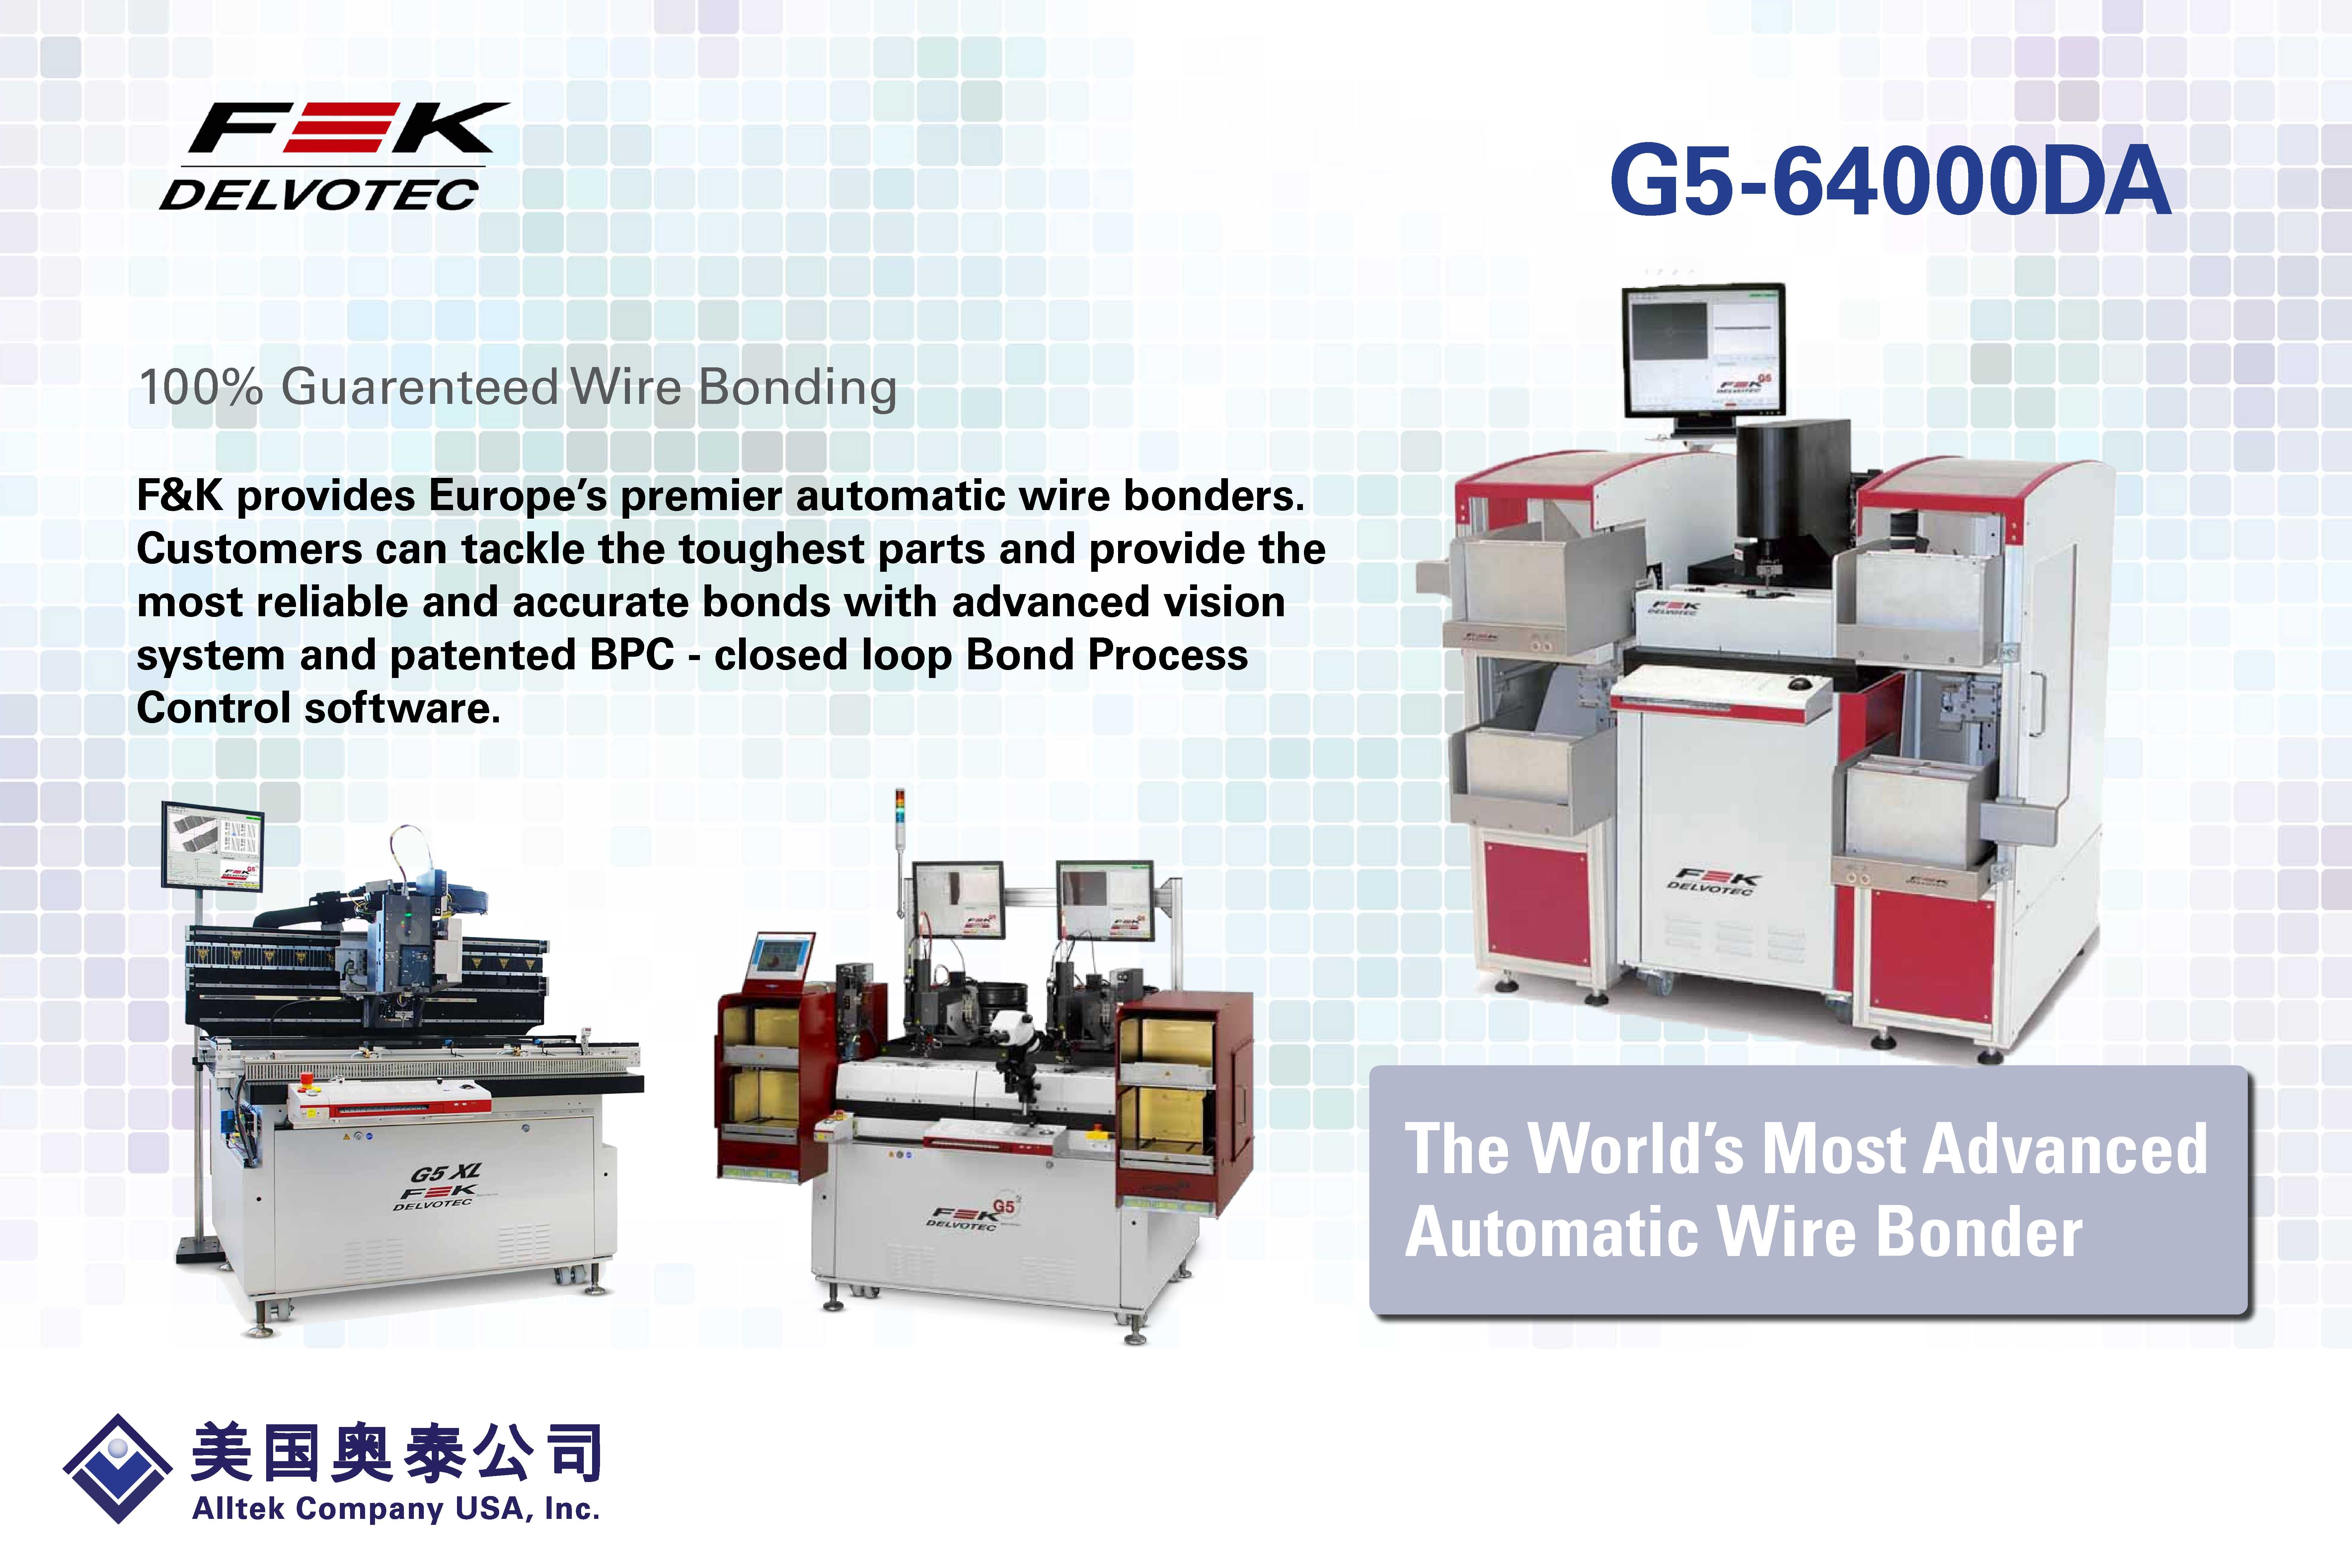 F&K
DELVOTEC
G5-64000DA
100% Guarenteed Wire Bonding
F&K provides Europe’s premier automatic wire bonders.
Customers can tackle the toughest parts and provide the
most reliable and accurate bonds with advanced vision
system and patented BPC - closed loop Bond Process
Control software.
F&K G5
DELVOTEC
F&K
DELVOTEC
F&K
DELVOTEC
F&K
F&K
G5 XL
F&K
DELVOTEC
F&K
DELVOTEC
G5
The World’s Most Advanced
Automatic Wire Bonder
美国奥泰公司
Alltek Company USA, Inc.